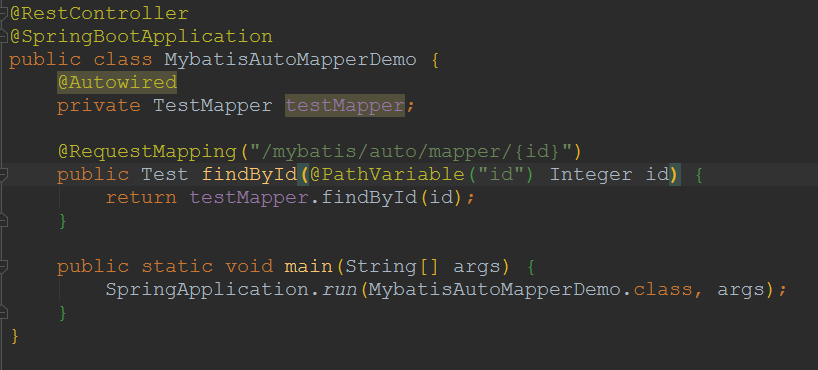 @RestController
@SpringBootApplication
public class MybatisAutoMapperDemo {
    @Autowired
    private TestMapper testMapper;

    @RequestMapping("/mybatis/auto/mapper/{id}")
    public Test findById(@PathVariable("id") Integer id) {
        return testMapper.findById(id);
    }

    public static void main(String[] args) {
        SpringApplication.run(MybatisAutoMapperDemo.class, args);
    }
}